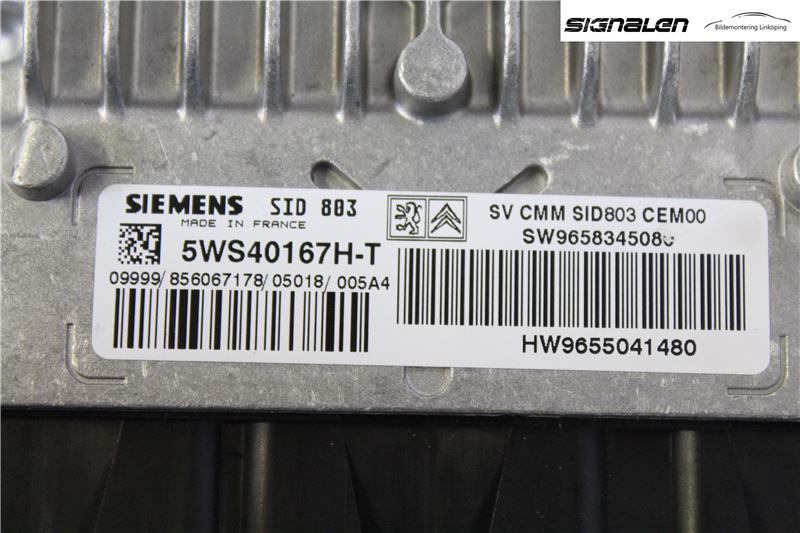 SIGNALEN
Bildemontering Linköping
SIEMENS SID 803
MADE IN FRANCE
5WS40167H-T
09999/856067178/05018/005A4
SV CMM SID803 CEM00
HW9655041480